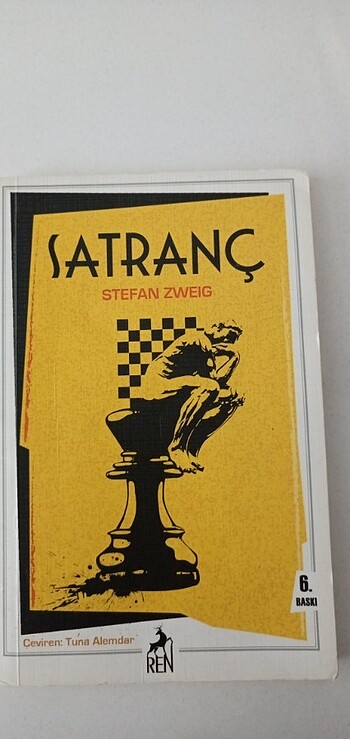 SATRANÇ
STEFAN ZWEIG
6.
BASKI
Çeviren: Tuna Alemdar
REN